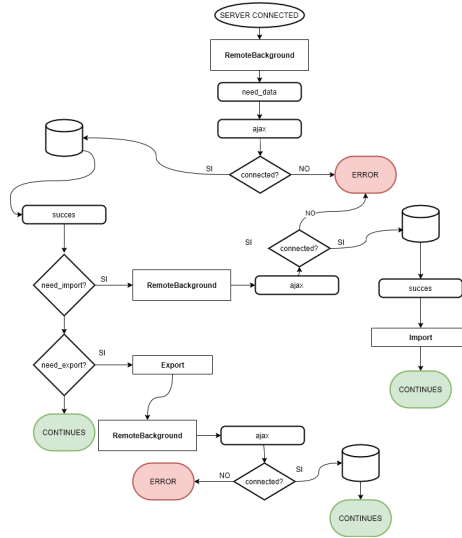 SERVER CONNECTED
RemoteBackground
need_data
ajax
SI
connected?
NO
ERROR
succes
NO
SI
connected?
SI
need_import?
SI
RemoteBackground
ajax
succes
Import
need_export?
SI
Export
CONTINUES
CONTINUES
RemoteBackground
ajax
ERROR
NO
connected?
SI
CONTINUES